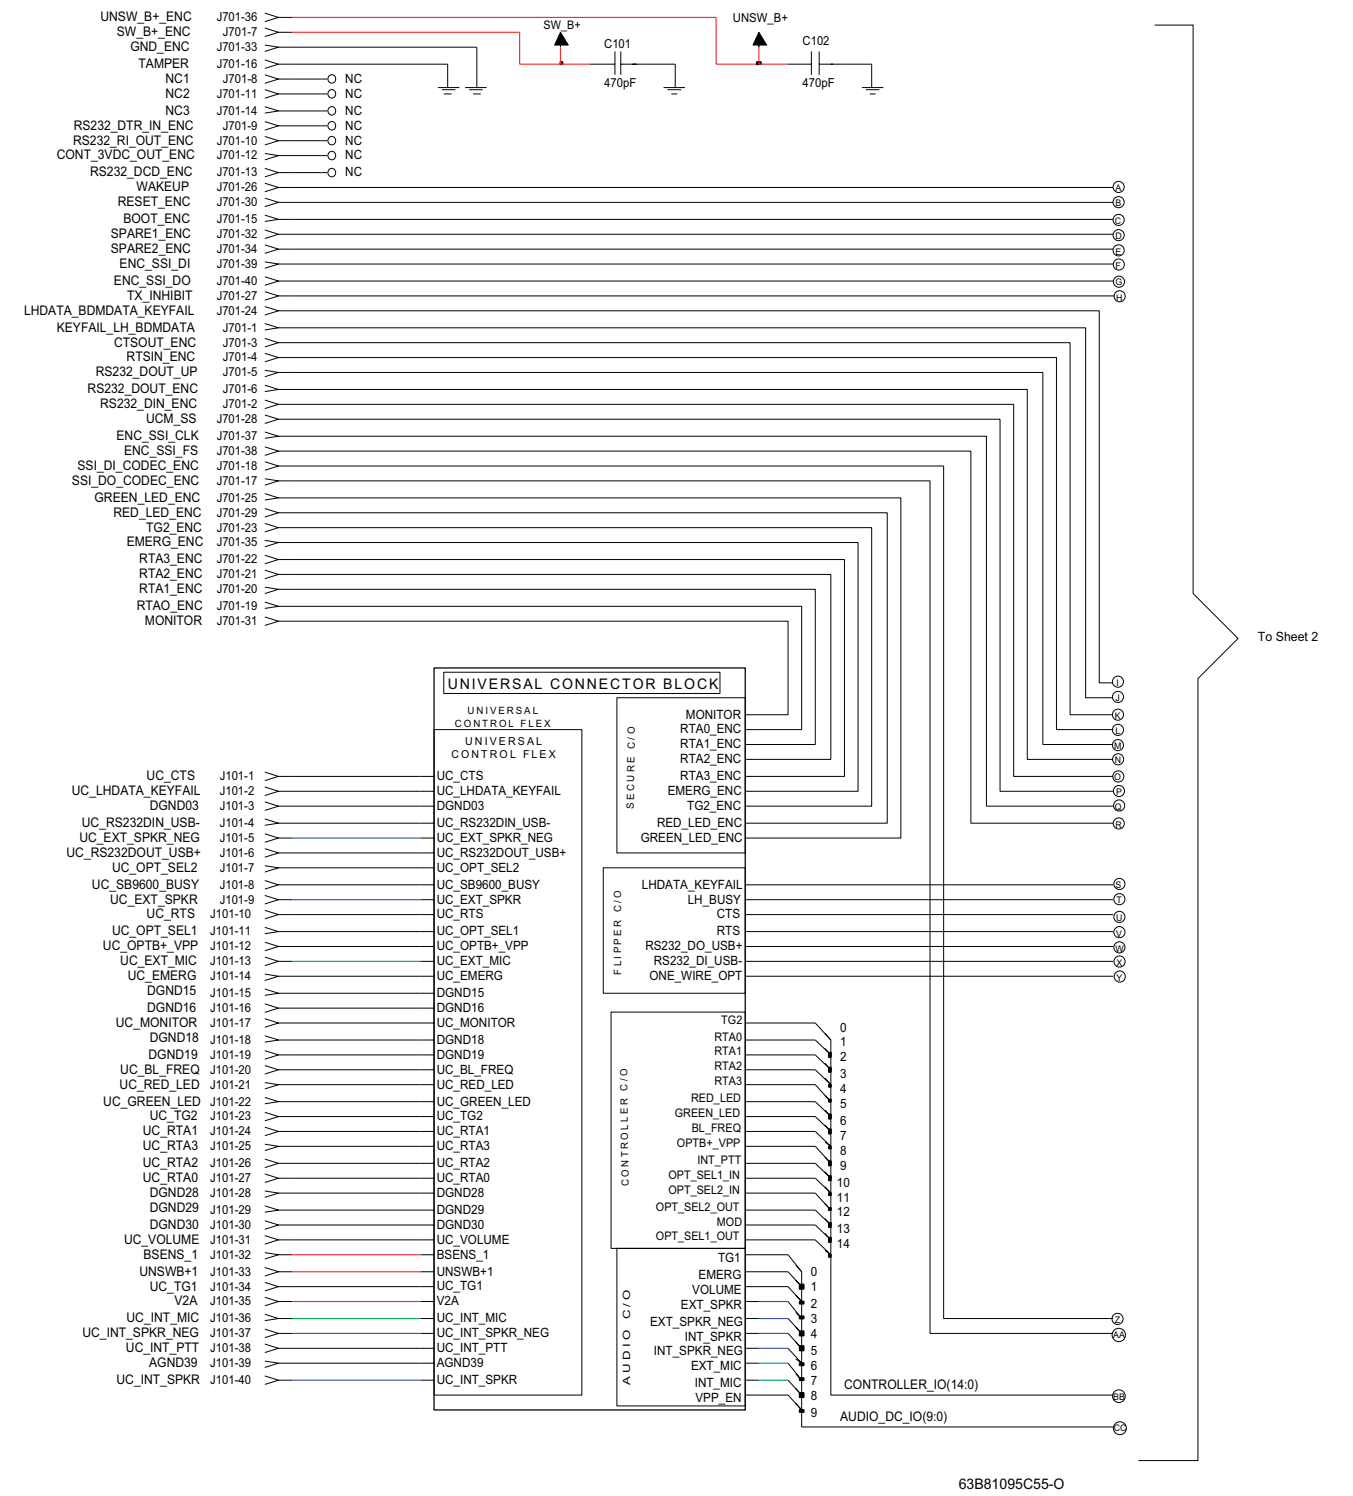 UNSW_B+_ENC J701-36
SW_B+_ENC J701-7
GND_ENC J701-33
TAMPER J701-16
NC1 J701-8 NC
NC2 J701-11 NC
NC3 J701-14 NC
RS232_DTR_IN_ENC J701-9 NC
RS232_RI_OUT_ENC J701-10 NC
CONT_3VDC_OUT_ENC J701-12 NC
RS232_DCD_ENC J701-13 NC
SW_B+
C101
470pF
UNSW_B+
C102
470pF
WAKEUP J701-26 A
RESET_ENC J701-30 B
BOOT_ENC J701-15 C
SPARE1_ENC J701-32 D
SPARE2_ENC J701-34 E
ENC_SSI_DI J701-39 F
ENC_SSI_DO J701-40 G
TX_INHIBIT J701-27 H
LHDATA_BDMDATA_KEYFAIL J701-24
KEYFAIL_LH_BDMDATA J701-1
CTSOUT_ENC J701-3
RTSIN_ENC J701-4
RS232_DOUT_UP J701-5
RS232_DOUT_ENC J701-6
RS232_DIN_ENC J701-2
UCM_SS J701-28
ENC_SSI_CLK J701-37
ENC_SSI_FS J701-38
SSI_DI_CODEC_ENC J701-18
SSI_DO_CODEC_ENC J701-17
GREEN_LED_ENC J701-25
RED_LED_ENC J701-29
TG2_ENC J701-23
EMERG_ENC J701-35
RTA3_ENC J701-22
RTA2_ENC J701-21
RTA1_ENC J701-20
RTAO_ENC J701-19
MONITOR J701-31
To Sheet 2
I
J
K
L
M
N
O
P
Q
R
UNIVERSAL CONNECTOR BLOCK
UNIVERSAL
CONTROL FLEX
UNIVERSAL
CONTROL FLEX
UC_CTS J101-1 UC_CTS
UC_LHDATA_KEYFAIL J101-2 UC_LHDATA_KEYFAIL
DGND03 J101-3 DGND03
UC_RS232DIN_USB- J101-4 UC_RS232DIN_USB-
UC_EXT_SPKR_NEG J101-5 UC_EXT_SPKR_NEG
UC_RS232DOUT_USB+ J101-6 UC_RS232DOUT_USB+
UC_OPT_SEL2 J101-7 UC_OPT_SEL2
UC_SB9600_BUSY J101-8 UC_SB9600_BUSY
UC_EXT_SPKR J101-9 UC_EXT_SPKR
UC_RTS J101-10 UC_RTS
UC_OPT_SEL1 J101-11 UC_OPT_SEL1
UC_OPTB+_VPP J101-12 UC_OPTB+_VPP
UC_EXT_MIC J101-13 UC_EXT_MIC
UC_EMERG J101-14 UC_EMERG
DGND15 J101-15 DGND15
DGND16 J101-16 DGND16
UC_MONITOR J101-17 UC_MONITOR
DGND18 J101-18 DGND18
DGND19 J101-19 DGND19
UC_BL_FREQ J101-20 UC_BL_FREQ
UC_RED_LED J101-21 UC_RED_LED
UC_GREEN_LED J101-22 UC_GREEN_LED
UC_TG2 J101-23 UC_TG2
UC_RTA1 J101-24 UC_RTA1
UC_RTA3 J101-25 UC_RTA3
UC_RTA2 J101-26 UC_RTA2
UC_RTA0 J101-27 UC_RTA0
DGND28 J101-28 DGND28
DGND29 J101-29 DGND29
DGND30 J101-30 DGND30
UC_VOLUME J101-31 UC_VOLUME
BSENS_1 J101-32 BSENS_1
UNSWB+1 J101-33 UNSWB+1
UC_TG1 J101-34 UC_TG1
V2A J101-35 V2A
UC_INT_MIC J101-36 UC_INT_MIC
UC_INT_SPKR_NEG J101-37 UC_INT_SPKR_NEG
UC_INT_PTT J101-38 UC_INT_PTT
AGND39 J101-39 AGND39
UC_INT_SPKR J101-40 UC_INT_SPKR
SECURE C/O
MONITOR
RTA0_ENC
RTA1_ENC
RTA2_ENC
RTA3_ENC
EMERG_ENC
TG2_ENC
RED_LED_ENC
GREEN_LED_ENC
FLIPPER C/O
LHDATA_KEYFAIL S
LH_BUSY T
CTS U
RTS V
RS232_DO_USB+ W
RS232_DI_USB- X
ONE_WIRE_OPT Y
CONTROLLER C/O
TG2 0
RTA0 1
RTA1 2
RTA2 3
RTA3 4
RED_LED 5
GREEN_LED 6
BL_FREQ 7
OPTB+_VPP 8
INT_PTT 9
OPT_SEL1_IN 10
OPT_SEL2_IN 11
OPT_SEL2_OUT 12
MOD 13
OPT_SEL1_OUT 14
AUDIO C/O
TG1 0
EMERG 1
VOLUME 2
EXT_SPKR 3
EXT_SPKR_NEG 4
INT_SPKR 5
INT_SPKR_NEG 6
EXT_MIC 7
INT_MIC 8
VPP_EN 9
Z
AA
CONTROLLER_IO(14:0) BB
AUDIO_DC_IO(9:0) CC
63B81095C55-O